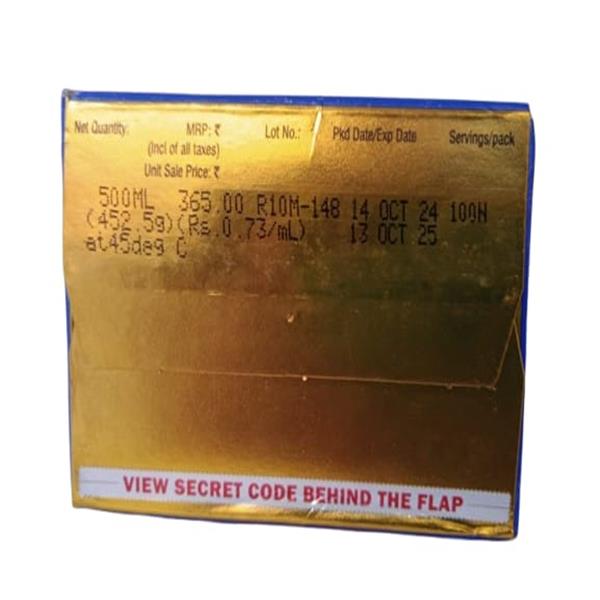 Net Quantity: MRP: ₹ Lot No.: Pkd Date/Exp Date Servings/pack
(Incl of all taxes)
Unit Sale Price: ₹
500ML 365.00 R10M-148 14 OCT 24 100N
(452.5g) (Rs.0.73/mL) 13 OCT 25
at45deg C
VIEW SECRET CODE BEHIND THE FLAP